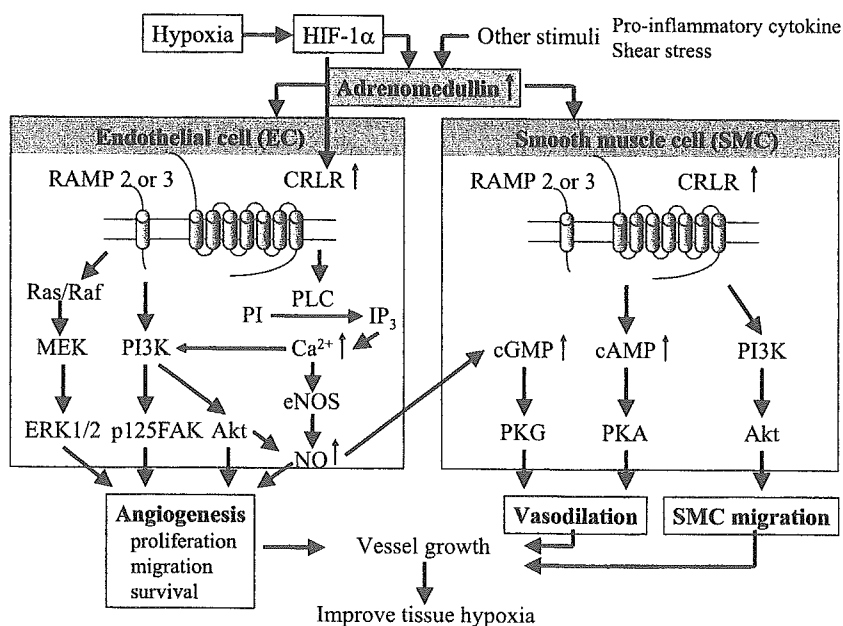 Hypoxia
HIF-1α
Other stimuli
Pro-inflammatory cytokine
Shear stress
Adrenomedullin ↑
Endothelial cell (EC)
RAMP 2 or 3
CRLR ↑
Ras/Raf
PLC
PI
IP₃
MEK
PI3K
Ca²⁺ ↑
eNOS
ERK1/2
p125FAK
Akt
NO ↑
Smooth muscle cell (SMC)
RAMP 2 or 3
CRLR ↑
cGMP ↑
cAMP ↑
PI3K
PKG
PKA
Akt
Angiogenesis
proliferation
migration
survival
Vasodilation
SMC migration
Vessel growth
Improve tissue hypoxia